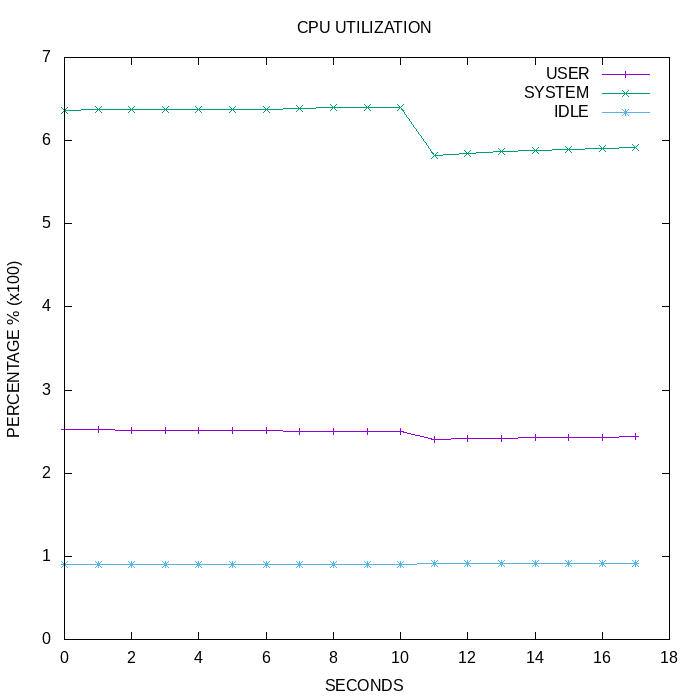 CPU UTILIZATION
USER
SYSTEM
IDLE
PERCENTAGE % (x100)
7
6
5
4
3
2
1
0
0 2 4 6 8 10 12 14 16 18
SECONDS